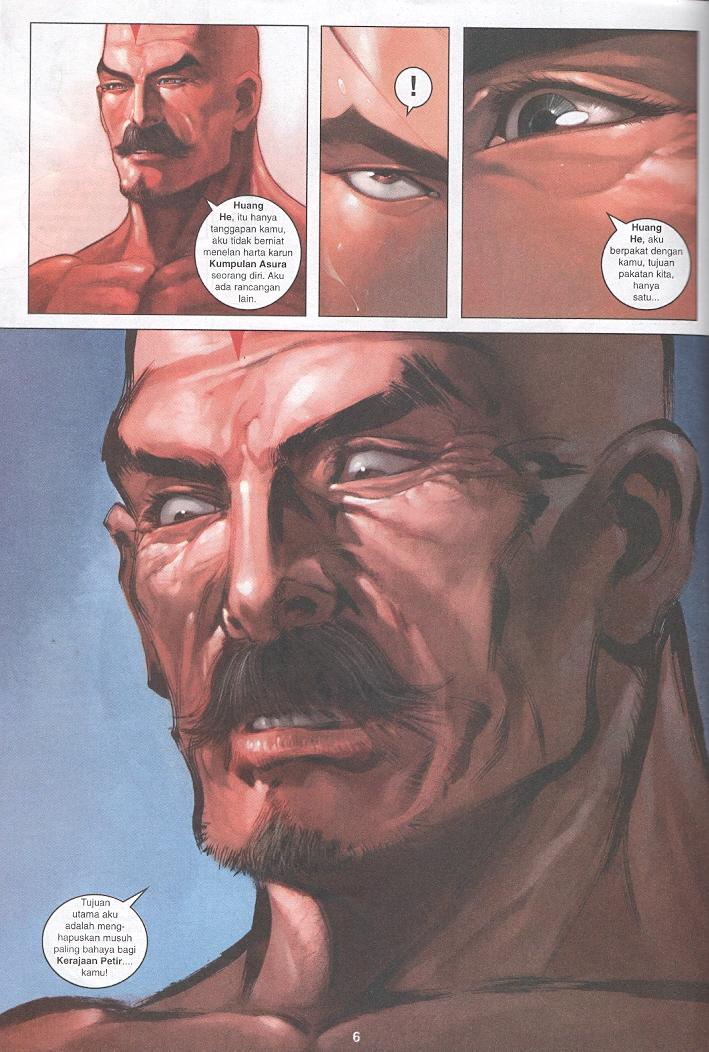 Huang
He, itu hanya
tanggapan kamu,
aku tidak berniat
menelan harta karun
Kumpulan Asura
seorang diri. Aku
ada rancangan
lain.
!
Huang
He, aku
berpakat dengan
kamu, tujuan
pakatan kita,
hanya
satu...
Tujuan
utama aku
adalah meng-
hapuskan musuh
paling bahaya bagi
Kerajaan Petir....
kamu!
6